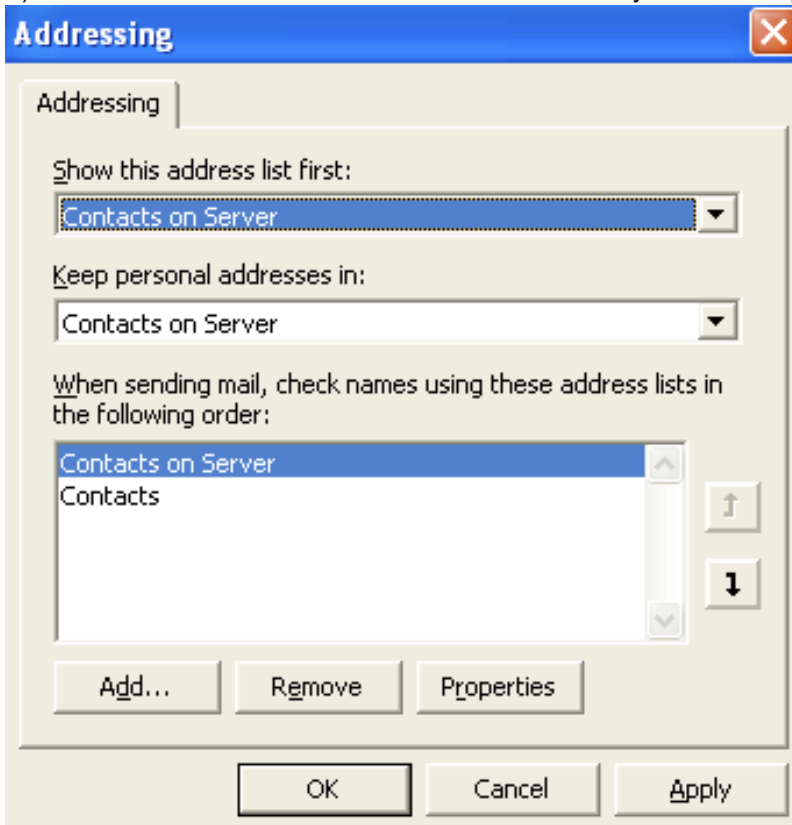 Addressing
Addressing
Show this address list first:
Contacts on Server
Keep personal addresses in:
Contacts on Server
When sending mail, check names using these address lists in
the following order:
Contacts on Server
Contacts
Add... Remove Properties
OK Cancel Apply